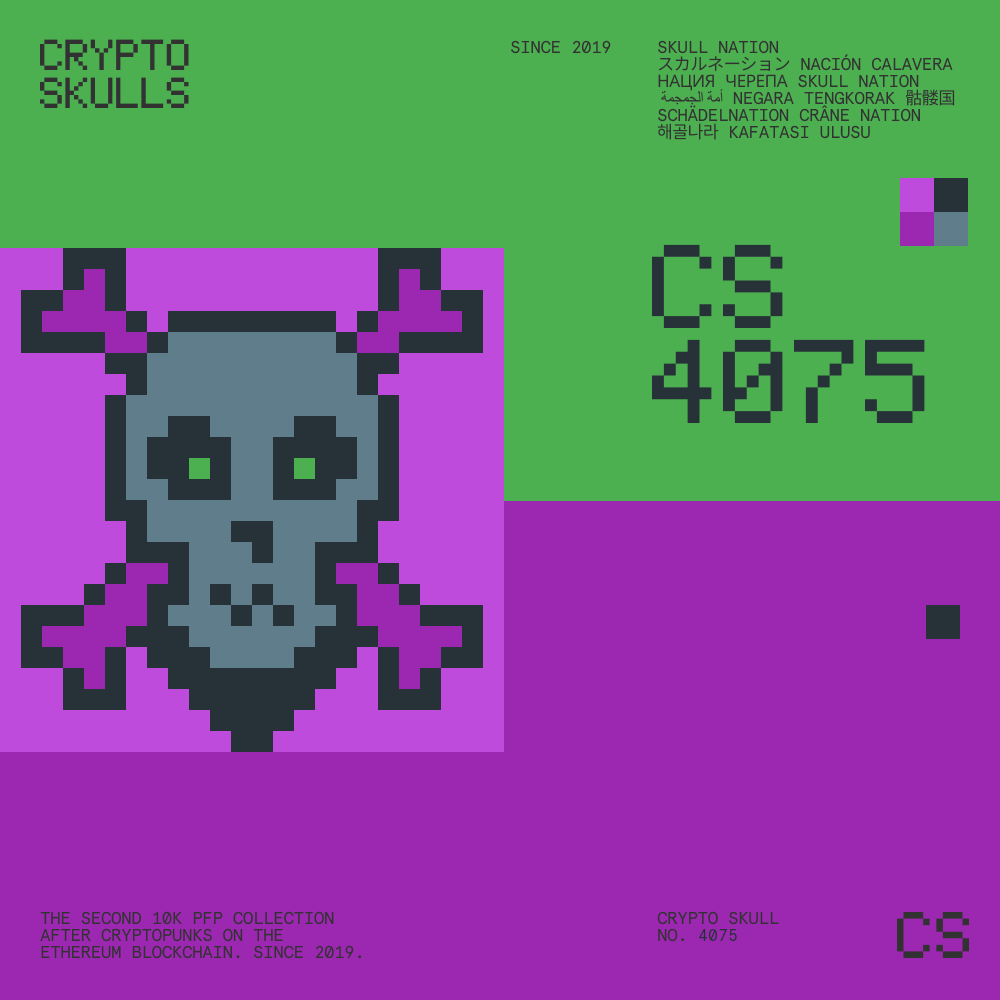 CRYPTO
SKULLS
SINCE 2019
SKULL NATION
スカルネーション NACIÓN CALAVERA
НАЦИЯ ЧЕРЕПА SKULL NATION
أمة الجمجمة NEGARA TENGKORAK 骷髅国
SCHÄDELNATION CRÂNE NATION
해골나라 KAFATASI ULUSU
CS
4075
THE SECOND 10K PFP COLLECTION
AFTER CRYPTOPUNKS ON THE
ETHEREUM BLOCKCHAIN. SINCE 2019.
CRYPTO SKULL
NO. 4075
CS